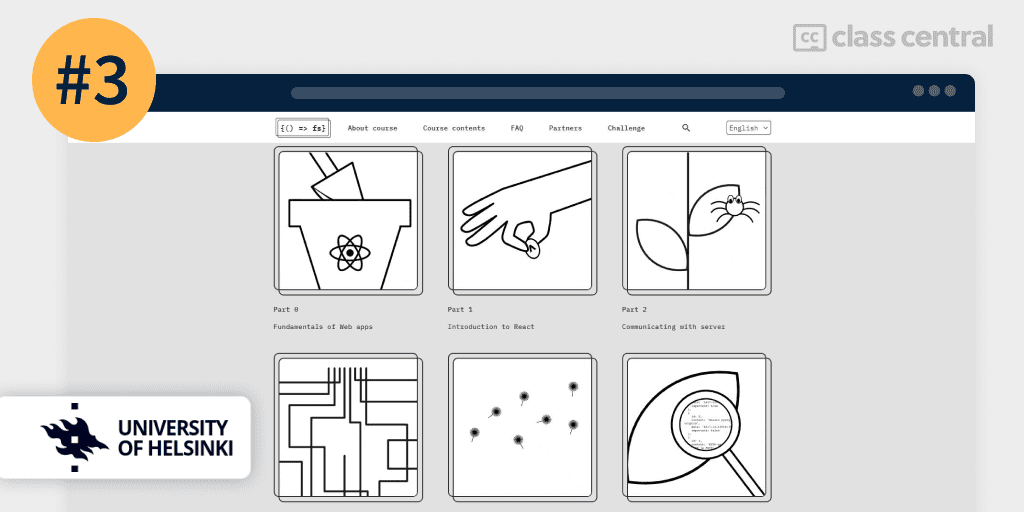 #3
cc class central
{() => fs} About course Course contents FAQ Partners Challenge English
Part 0
Fundamentals of Web apps
Part 1
Introduction to React
Part 2
Communicating with server
UNIVERSITY
OF HELSINKI